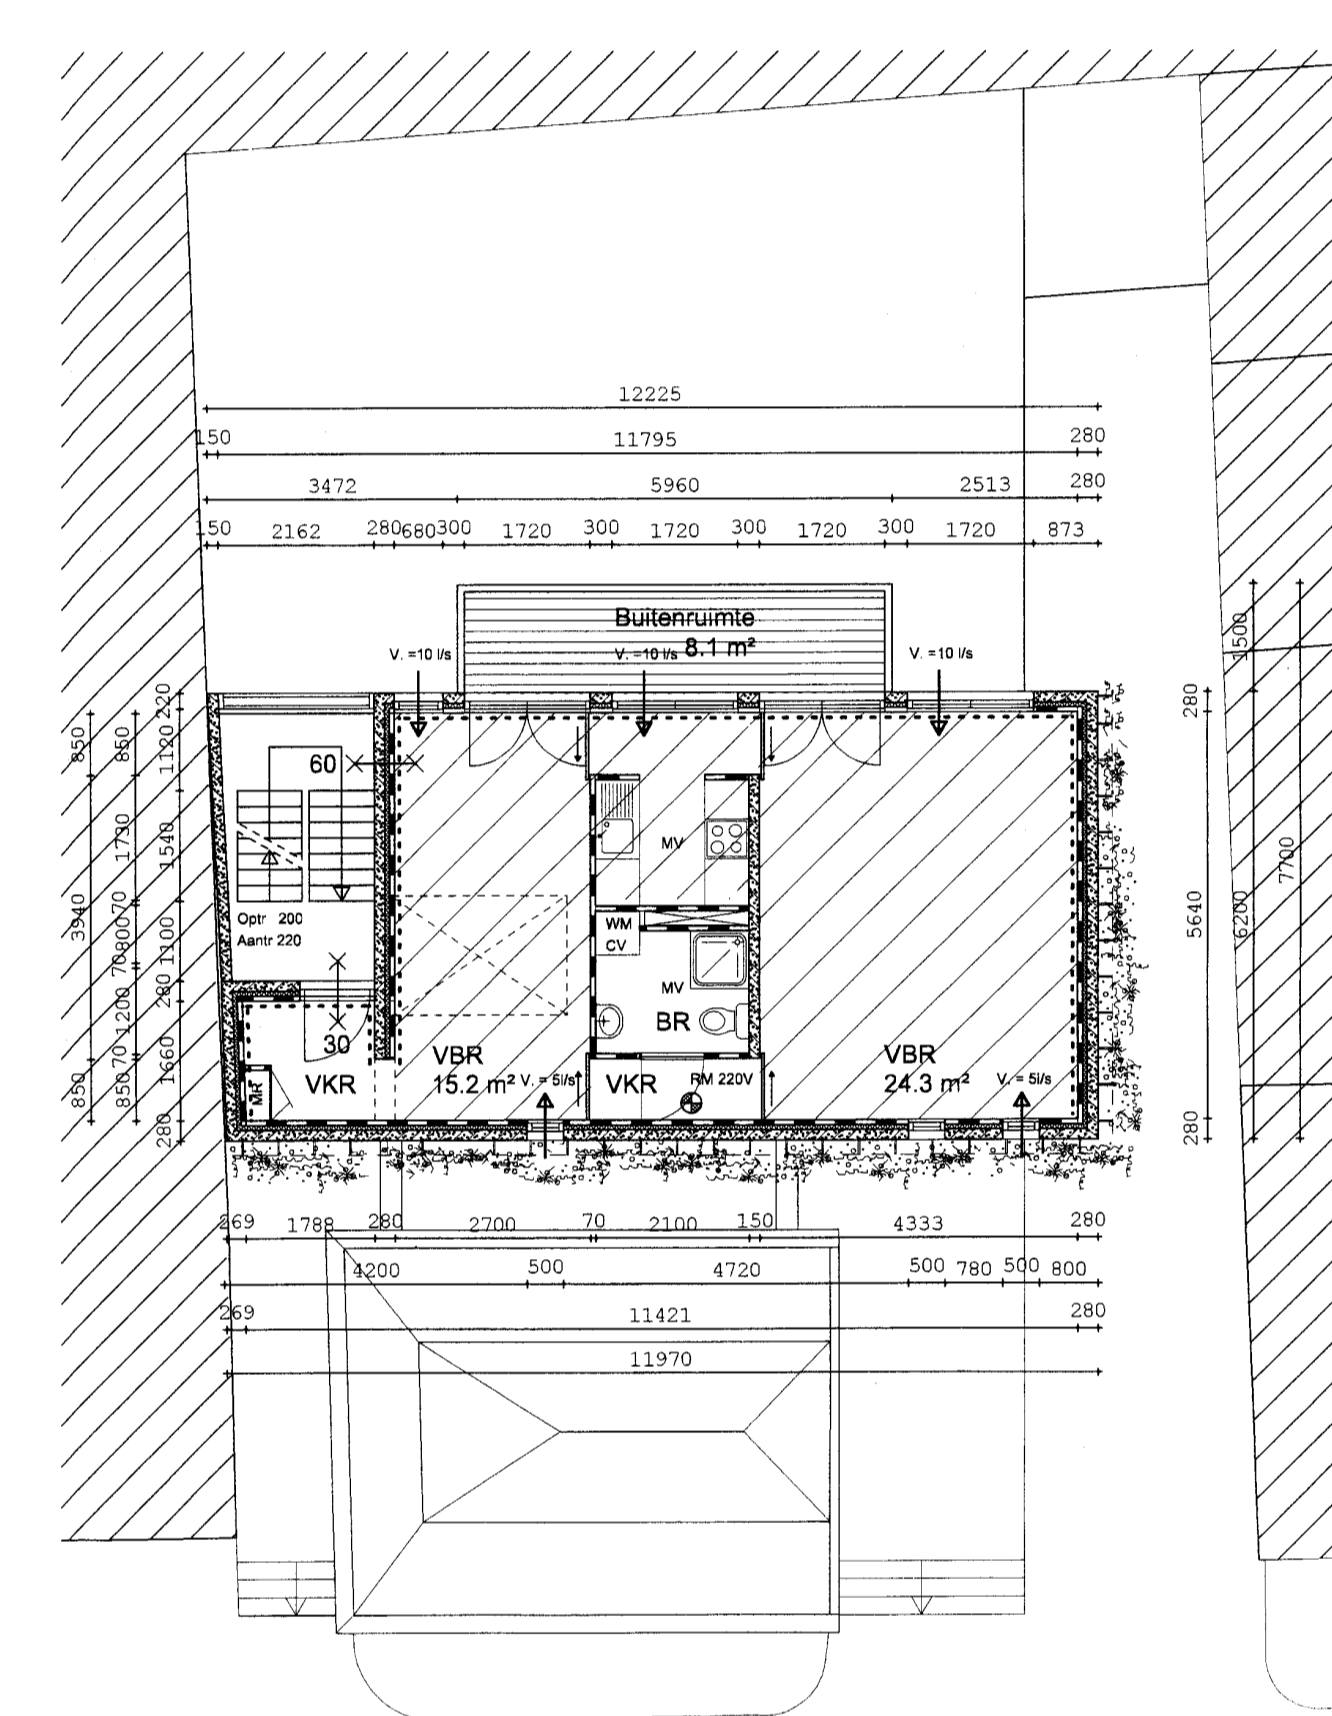 12225
150 11795 280
3472 5960 2513 280
150 2162 280 680 300 1720 300 1720 300 1720 300 1720 873
Buitenruimte
8.1 m²
V. =10 l/s
V. =10 l/s
V. =10 l/s
60
Optr 200
Aantr 220
30
VKR
MR
VBR
15.2 m²
V. = 5l/s
MV
WM
CV
MV
BR
VKR
RM 220V
VBR
24.3 m²
V. = 5l/s
850 3940 850
850 1730 70 800 70 1200 70 850
220 1120 1540 1100 280 1660 280
280 5640 280
1500 6200
7700
269 1788 280 2700 70 2100 150 4333 280
4200 500 4720 500 780 500 800
269 11421 280
11970